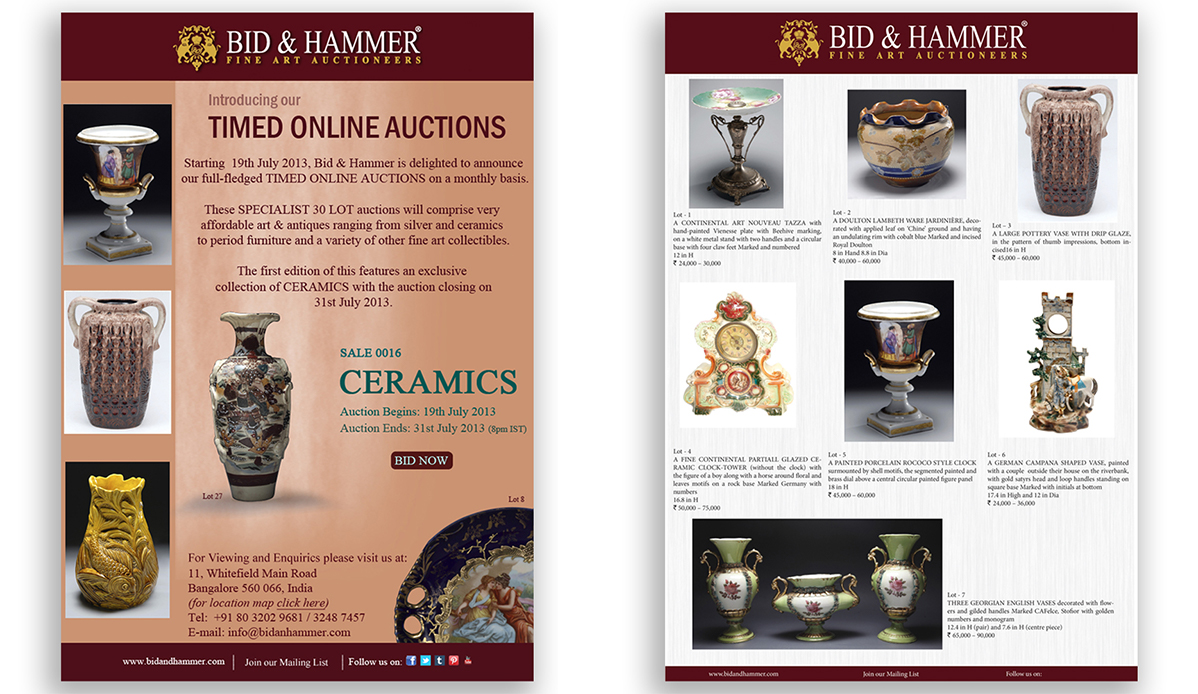 BID & HAMMER®
FINE ART AUCTIONEERS
Introducing our
TIMED ONLINE AUCTIONS
Starting 19th July 2013, Bid & Hammer is delighted to announce
our full-fledged TIMED ONLINE AUCTIONS on a monthly basis.
These SPECIALIST 30 LOT auctions will comprise very
affordable art & antiques ranging from silver and ceramics
to period furniture and a variety of other fine art collectibles.
The first edition of this features an exclusive
collection of CERAMICS with the auction closing on
31st July 2013.
SALE 0016
CERAMICS
Auction Begins: 19th July 2013
Auction Ends: 31st July 2013 (8pm IST)
BID NOW
Lot 27
Lot 8
For Viewing and Enquirics please visit us at:
11, Whitefield Main Road
Bangalore 560 066, India
(for location map click here)
Tel: +91 80 3202 9681 / 3248 7457
E-mail: info@bidanhammer.com
www.bidandhammer.com | Join our Mailing List | Follow us on:
BID & HAMMER®
FINE ART AUCTIONEERS
Lot - 1
A CONTINENTAL ART NOUVEAU TAZZA with
hand-painted Vienesse plate with Beehive marking,
on a white metal stand with two handles and a circular
base with four claw feet Marked and numbered
12 in H
₹ 24,000 – 30,000
Lot - 2
A DOULTON LAMBETH WARE JARDINIÈRE, deco-
rated with applied leaf on 'Chine' ground and having
an undulating rim with cobalt blue Marked and incised
Royal Doulton
8 in Hand 8.8 in Dia
₹ 40,000 – 60,000
Lot – 3
A LARGE POTTERY VASE WITH DRIP GLAZE,
in the pattern of thumb impressions, bottom in-
cised16 in H
₹ 45,000 – 60,000
Lot - 4
A FINE CONTINENTAL PARTIALL GLAZED CE-
RAMIC CLOCK-TOWER (without the clock) with
the figure of a boy along with a horse around floral and
leaves motifs on a rock base Marked Germany with
numbers
16.8 in H
₹ 50,000 – 75,000
Lot - 5
A PAINTED PORCELAIN ROCOCO STYLE CLOCK
surmounted by shell motifs, the segmented painted and
brass dial above a central circular painted figure panel
18 in H
₹ 45,000 – 60,000
Lot - 6
A GERMAN CAMPANA SHAPED VASE, painted
with a couple outside their house on the riverbank,
with gold satyrs head and loop handles standing on
square base Marked with initials at bottom
17.4 in High and 12 in Dia
₹ 24,000 – 36,000
Lot - 7
THREE GEORGIAN ENGLISH VASES decorated with flow-
ers and gilded handles Marked CAFelce, Stofior with golden
numbers and monogram
12.4 in H (pair) and 7.6 in H (centre piece)
₹ 65,000 – 90,000
www.bidandhammer.com Join our Mailing List Follow us on: